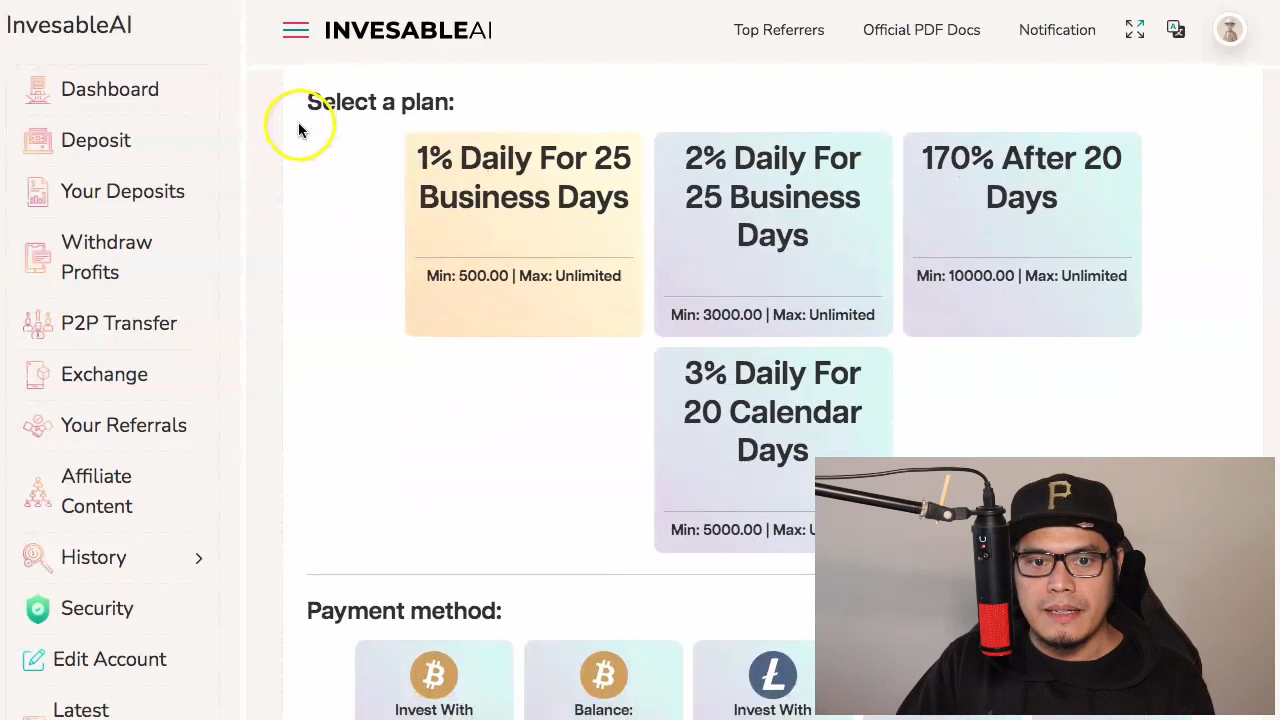 InvesableAI
INVESABLEAI
Top Referrers
Official PDF Docs
Notification
Dashboard
Deposit
Your Deposits
Withdraw
Profits
P2P Transfer
Exchange
Your Referrals
Affiliate
Content
History
Security
Edit Account
Latest
Select a plan:
1% Daily For 25
Business Days
Min: 500.00 | Max: Unlimited
2% Daily For
25 Business
Days
Min: 3000.00 | Max: Unlimited
170% After 20
Days
Min: 10000.00 | Max: Unlimited
3% Daily For
20 Calendar
Days
Min: 5000.00 | Max:
Payment method:
Invest With
Balance:
Invest With
P